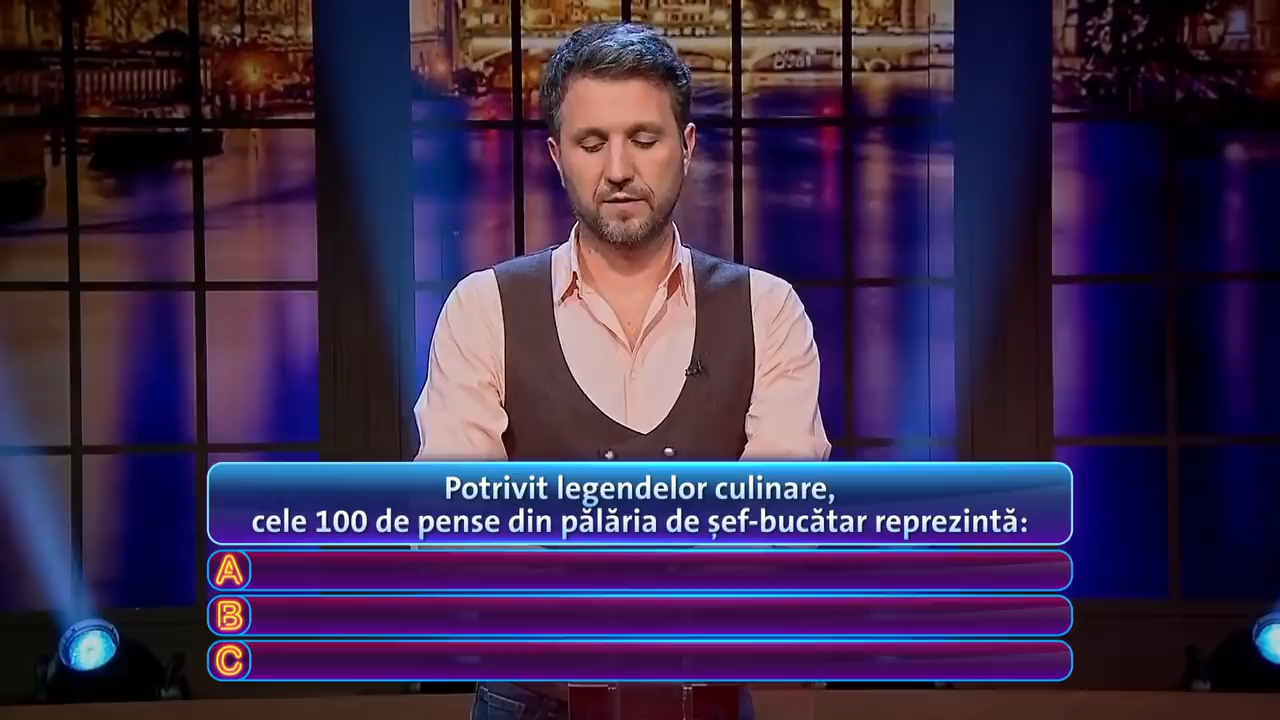 Potrivit legendelor culinare,
cele 100 de pense din pălăria de șef-bucătar reprezintă:
A
B
C